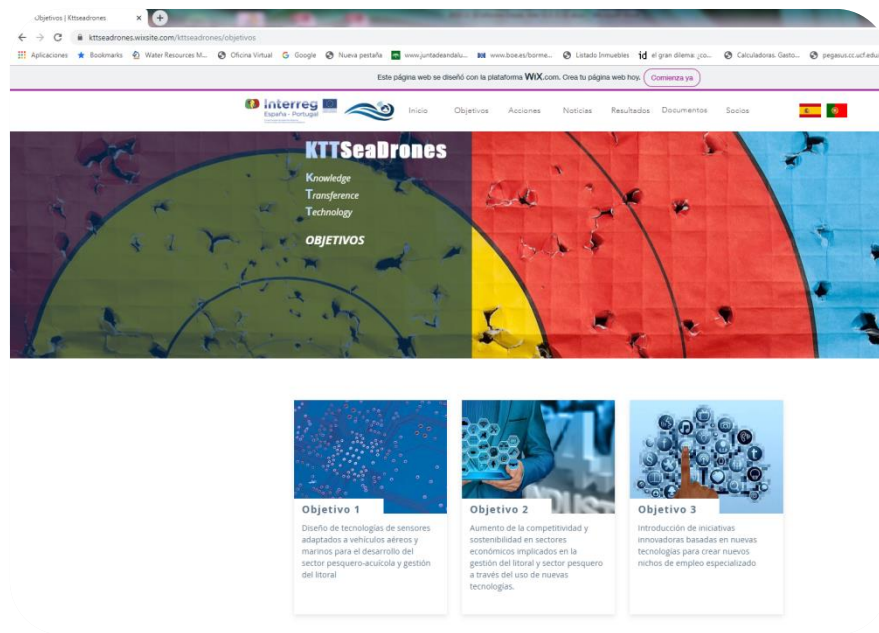 Objetivos | Kttseadrones
kttseadrones.wixsite.com/kttseadrones/objetivos
Aplicaciones Bookmarks Water Resources M... Oficina Virtual Google Nueva pestaña www.juntadeandalu... www.boe.es/borme... Listado Inmuebles el gran dilema: ¿co... Calculadoras. Gasto... pegasus.cc.ucf.edu
Este página web se diseñó con la plataforma WiX.com. Crea tu página web hoy. Comienza ya
Interreg
España - Portugal
Inicio Objetivos Acciones Noticias Resultados Documentos Socios
KTTSeaDrones
Knowledge
Transference
Technology
OBJETIVOS
Objetivo 1
Diseño de tecnologías de sensores
adaptados a vehículos aéreos y
marinos para el desarrollo del
sector pesquero-acuícola y gestión
del litoral
Objetivo 2
Aumento de la competitividad y
sostenibilidad en sectores
económicos implicados en la
gestión del litoral y sector pesquero
a través del uso de nuevas
tecnologías.
Objetivo 3
Introducción de iniciativas
innovadoras basadas en nuevas
tecnologías para crear nuevos
nichos de empleo especializado